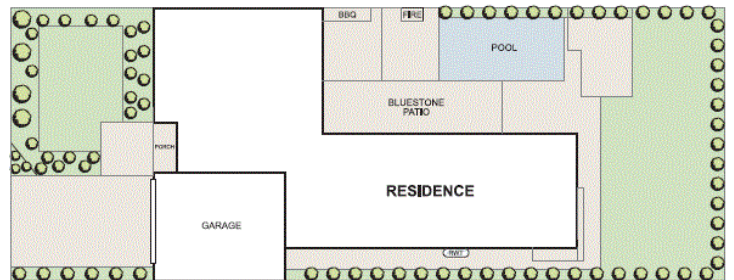 BBQ
FIRE
POOL
BLUESTONE
PATIO
PORCH
RESIDENCE
GARAGE
RWT